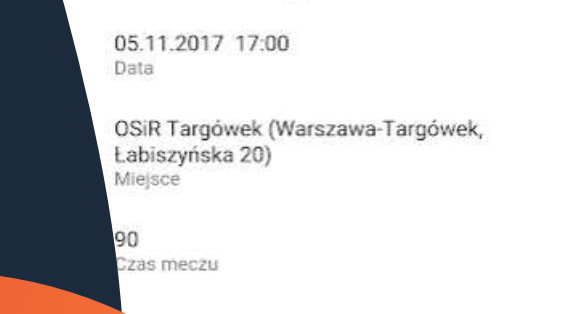 05.11.2017 17:00
Data
OSiR Targówek (Warszawa-Targówek,
Łabiszyńska 20)
Miejsce
90
Czas meczu